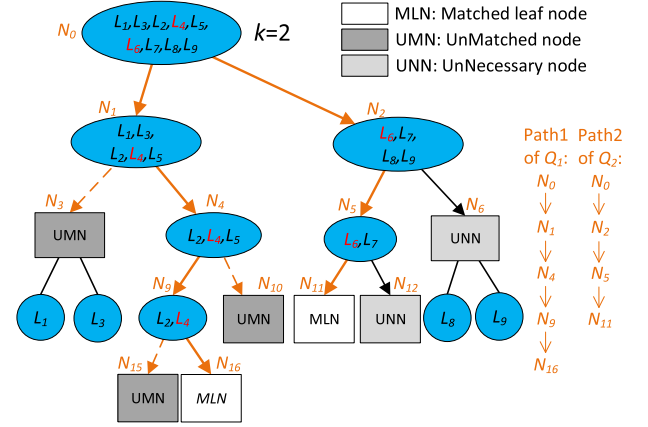 N0
L1,L3,L2,L4,L5,
L6,L7,L8,L9
k=2
MLN: Matched leaf node
UMN: UnMatched node
UNN: UnNecessary node
N1
L1,L3,
L2,L4,L5
N2
L6,L7,
L8,L9
Path1
of Q1:
N0
N1
N4
N9
N16
Path2
of Q2:
N0
N2
N5
N11
N3
UMN
N4
L2,L4,L5
N5
L6,L7
N6
UNN
L1
L3
N9
L2,L4
N10
UMN
N11
MLN
N12
UNN
L8
L9
N15
UMN
N16
MLN